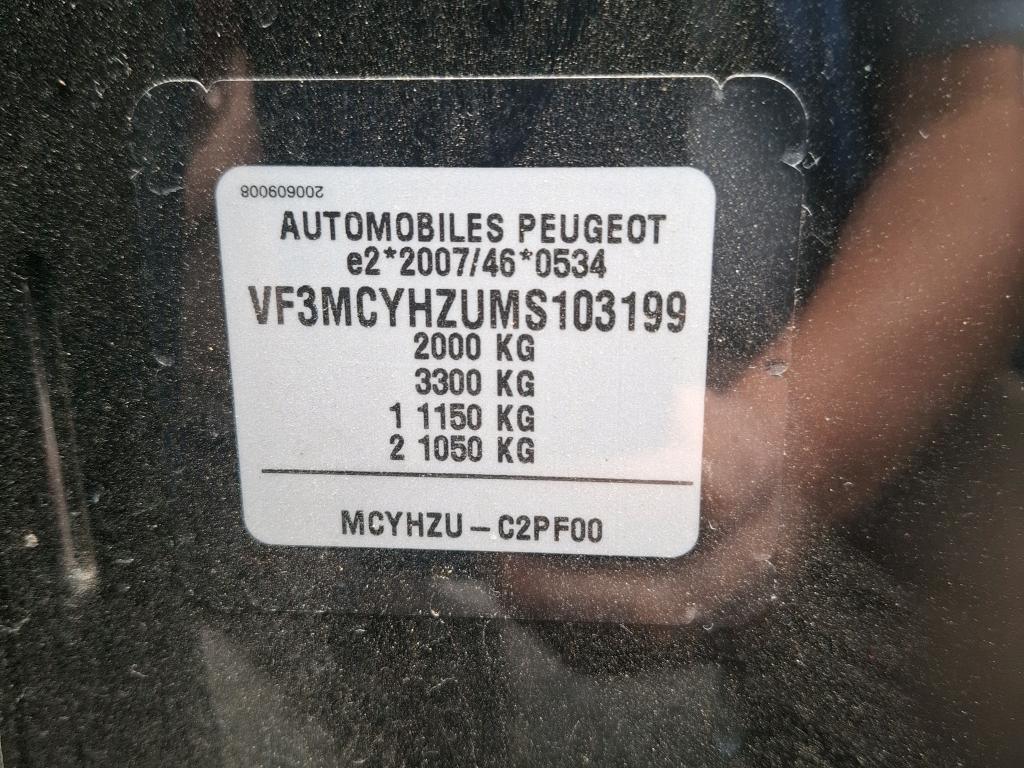 200609008
AUTOMOBILES PEUGEOT
e2*2007/46*0534
VF3MCYHZUMS103199
2000 KG
3300 KG
1 1150 KG
2 1050 KG
MCYHZU – C2PF00